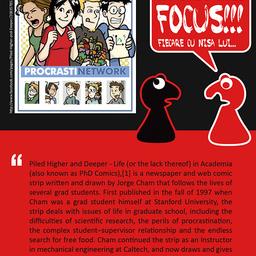 FOCUS!!!
FIECARE CU NIȘA LUI...
PROCRASTINETWORK
“
Piled Higher and Deeper - Life (or the lack thereof) in Academia
(also known as PhD Comics),[1] is a newspaper and web comic
strip written and drawn by Jorge Cham that follows the lives of
several grad students. First published in the fall of 1997 when
Cham was a grad student himself at Stanford University, the
strip deals with issues of life in graduate school, including the
difficulties of scientific research, the perils of procrastination,
the complex student–supervisor relationship and the endless
search for free food. Cham continued the strip as an Instructor
in mechanical engineering at Caltech, and now draws and gives